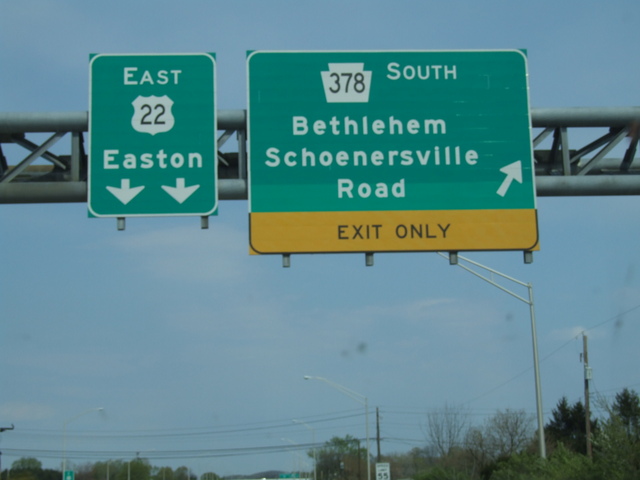 EAST
22
Easton
378 SOUTH
Bethlehem
Schoenersville
Road
EXIT ONLY
55